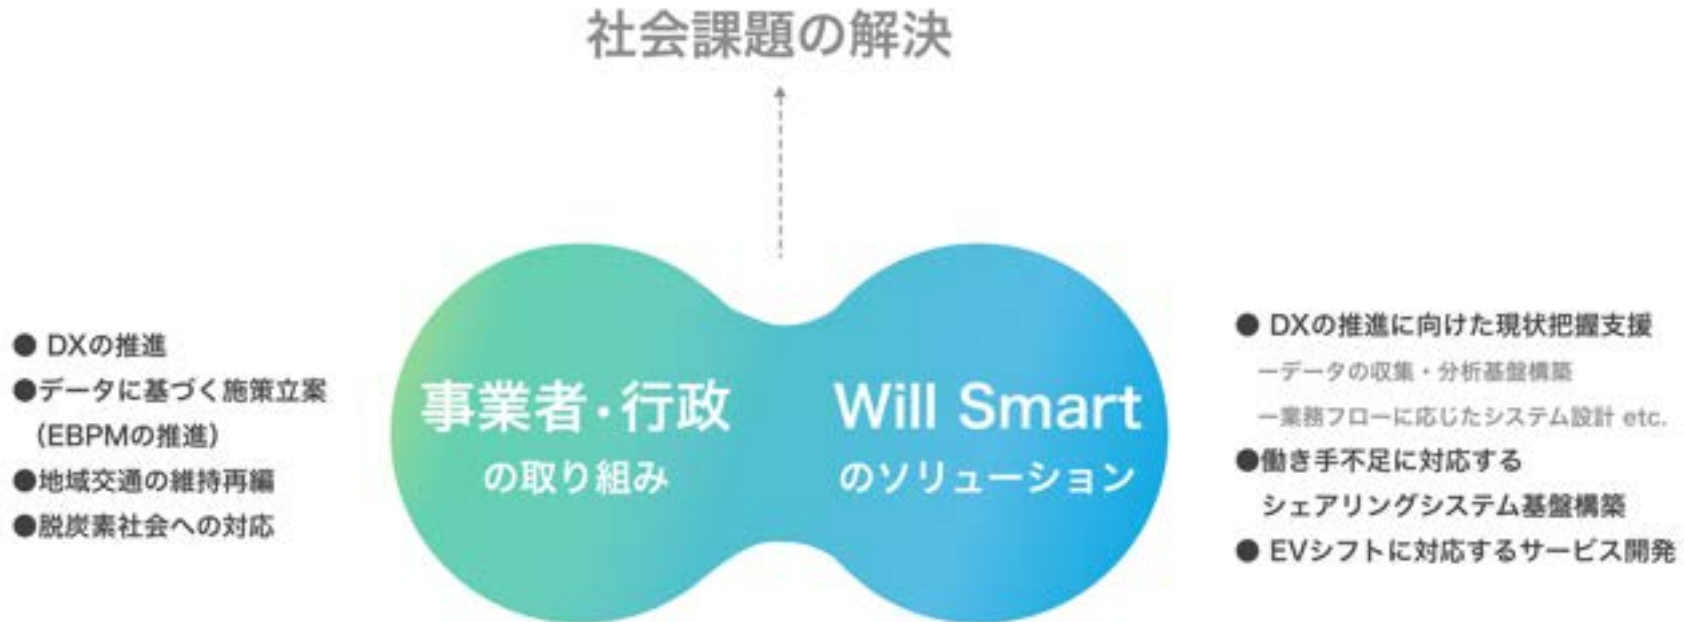 社会課題の解決
● DXの推進
●データに基づく施策立案
（EBPMの推進）
●地域交通の維持再編
●脱炭素社会への対応
事業者・行政
の取り組み
Will Smart
のソリューション
● DXの推進に向けた現状把握支援
ーデータの収集・分析基盤構築
ー業務フローに応じたシステム設計 etc.
●働き手不足に対応する
シェアリングシステム基盤構築
● EVシフトに対応するサービス開発